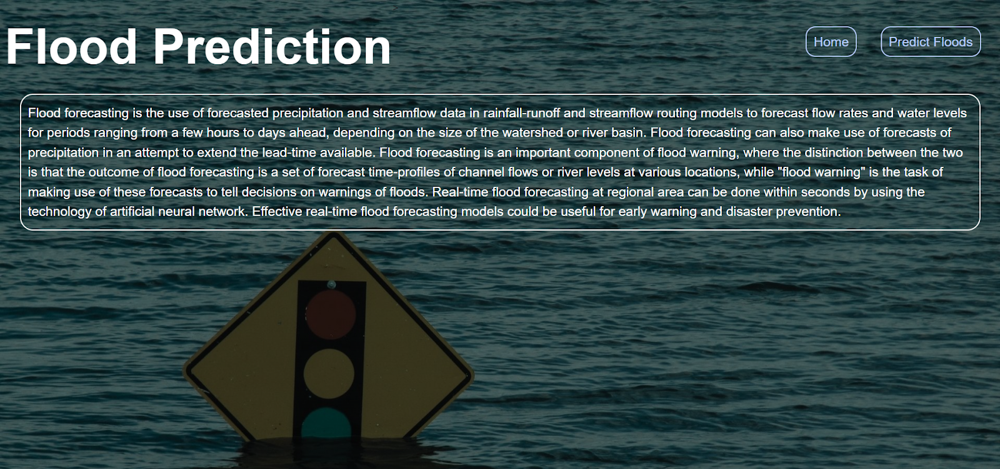 Flood Prediction
Home
Predict Floods
Flood forecasting is the use of forecasted precipitation and streamflow data in rainfall-runoff and streamflow routing models to forecast flow rates and water levels
for periods ranging from a few hours to days ahead, depending on the size of the watershed or river basin. Flood forecasting can also make use of forecasts of
precipitation in an attempt to extend the lead-time available. Flood forecasting is an important component of flood warning, where the distinction between the two
is that the outcome of flood forecasting is a set of forecast time-profiles of channel flows or river levels at various locations, while "flood warning" is the task of
making use of these forecasts to tell decisions on warnings of floods. Real-time flood forecasting at regional area can be done within seconds by using the
technology of artificial neural network. Effective real-time flood forecasting models could be useful for early warning and disaster prevention.